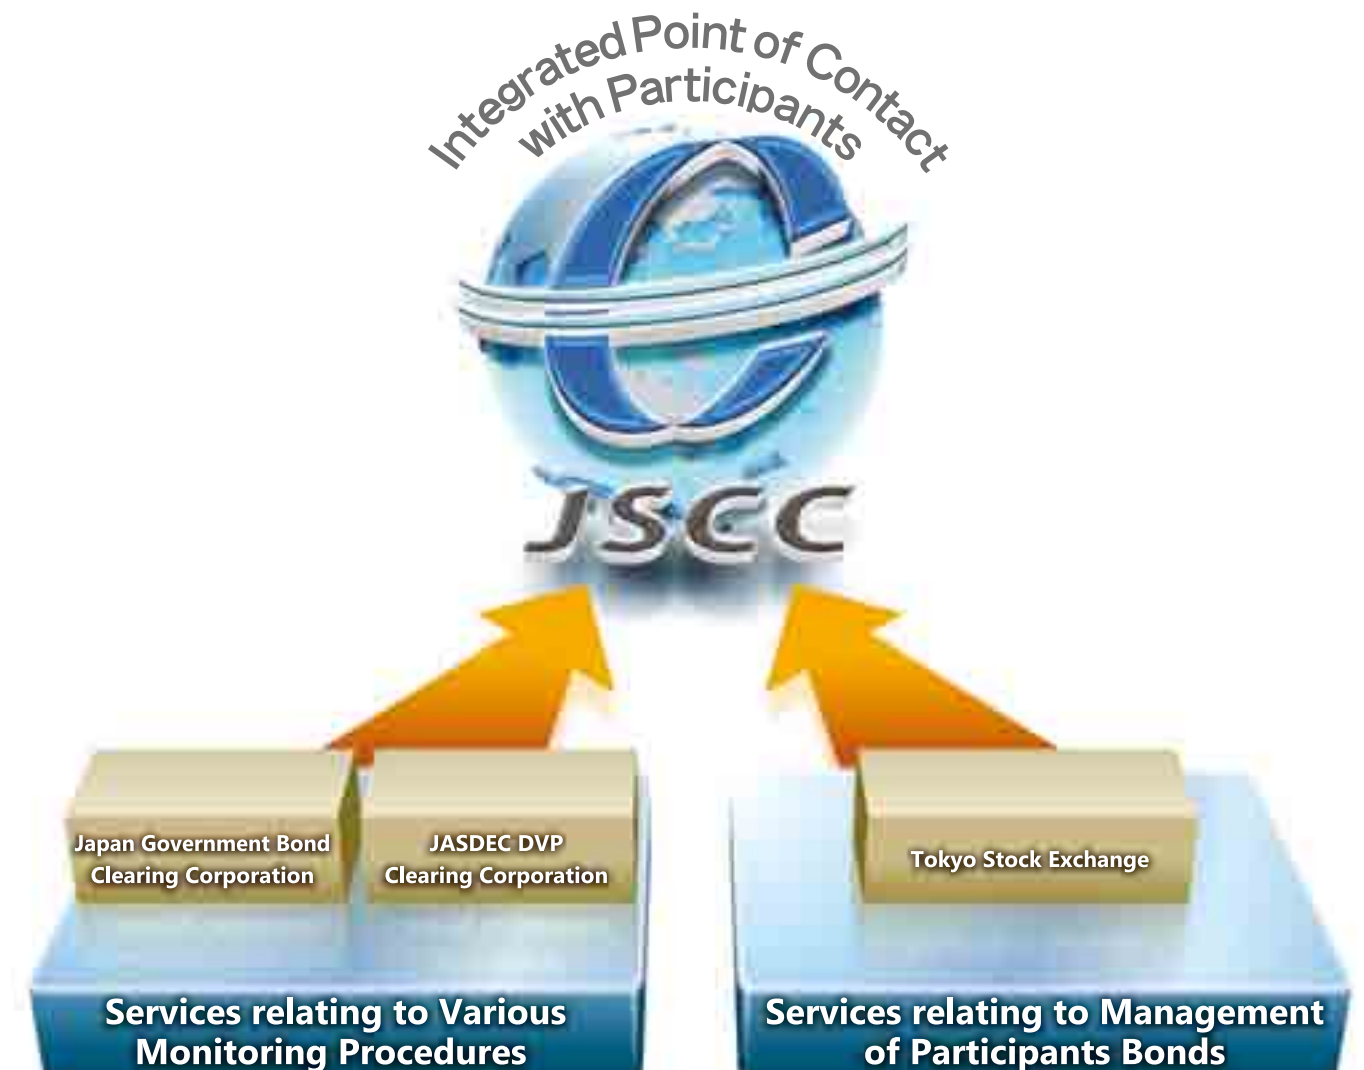 Integrated Point of Contact
with Participants
JSCC
Japan Government Bond
Clearing Corporation
JASDEC DVP
Clearing Corporation
Tokyo Stock Exchange
Services relating to Various
Monitoring Procedures
Services relating to Management
of Participants Bonds